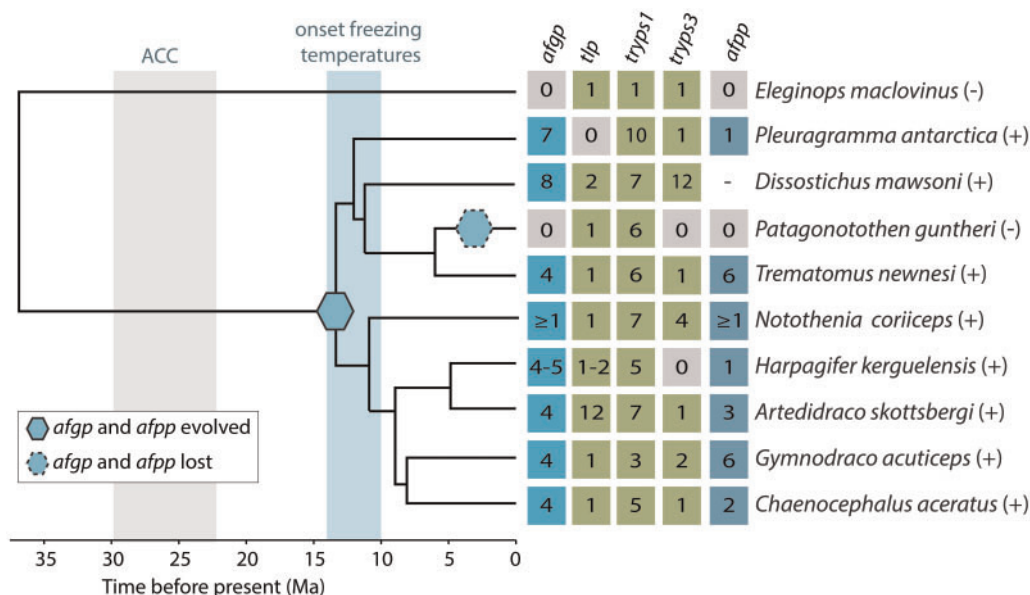 ACC
onset freezing
temperatures
afgp
tlp
tryps1
tryps3
afpp
0 1 1 1 0 Eleginops maclovinus (-)
7 0 10 1 1 Pleuragramma antarctica (+)
8 2 7 12 - Dissostichus mawsoni (+)
0 1 6 0 0 Patagonotothen guntheri (-)
4 1 6 1 6 Trematomus newnesi (+)
≥1 1 7 4 ≥1 Notothenia coriiceps (+)
4-5 1-2 5 0 1 Harpagifer kerguelensis (+)
4 12 7 1 3 Artedidraco skottsbergi (+)
4 1 3 2 6 Gymnodraco acuticeps (+)
4 1 5 1 2 Chaenocephalus aceratus (+)
afgp and afpp evolved
afgp and afpp lost
35 30 25 20 15 10 5 0
Time before present (Ma)